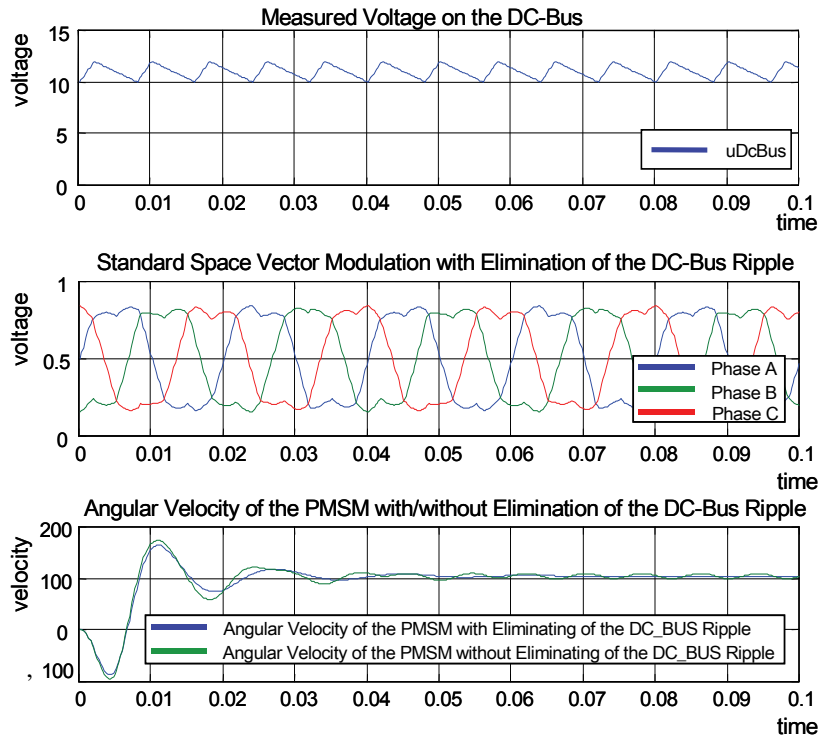 Measured Voltage on the DC-Bus
15
10
5
0
voltage
uDcBus
0 0.01 0.02 0.03 0.04 0.05 0.06 0.07 0.08 0.09 0.1
time
Standard Space Vector Modulation with Elimination of the DC-Bus Ripple
1
0.5
0
voltage
Phase A
Phase B
Phase C
0 0.01 0.02 0.03 0.04 0.05 0.06 0.07 0.08 0.09 0.1
time
Angular Velocity of the PMSM with/without Elimination of the DC-Bus Ripple
200
100
0
, 100
velocity
Angular Velocity of the PMSM with Eliminating of the DC_BUS Ripple
Angular Velocity of the PMSM without Eliminating of the DC_BUS Ripple
0 0.01 0.02 0.03 0.04 0.05 0.06 0.07 0.08 0.09 0.1
time